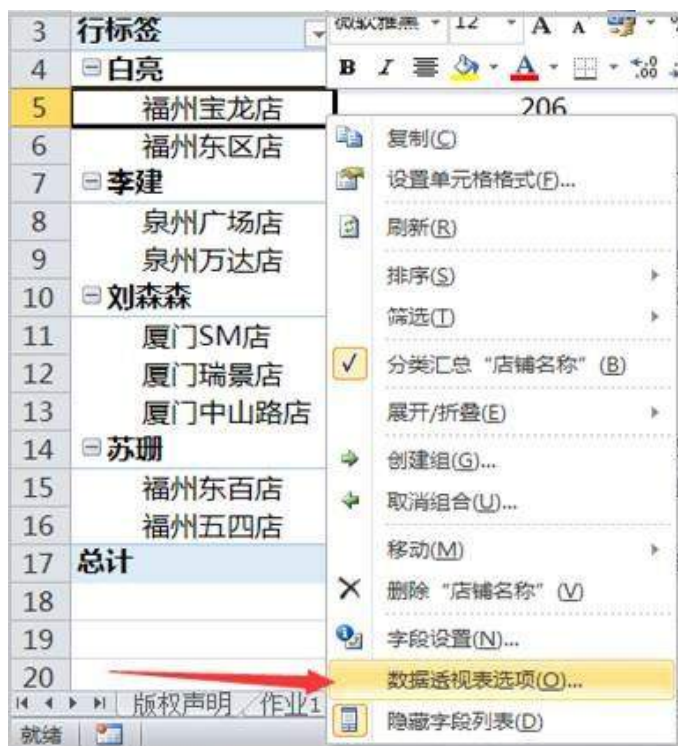 3 行标签
微软雅黑 12 A A
4 白亮
B I
5 福州宝龙店 206
6 福州东区店
7 李建
8 泉州广场店
9 泉州万达店
10 刘森森
11 厦门SM店
12 厦门瑞景店
13 厦门中山路店
14 苏珊
15 福州东百店
16 福州五四店
17 总计
18
19
20
复制(C)
设置单元格格式(F)...
刷新(R)
排序(S)
筛选(T)
分类汇总 “店铺名称” (B)
展开/折叠(E)
创建组(G)...
取消组合(U)...
移动(M)
删除 “店铺名称” (V)
字段设置(N)...
数据透视表选项(O)...
隐藏字段列表(D)
版权声明 作业1
就绪